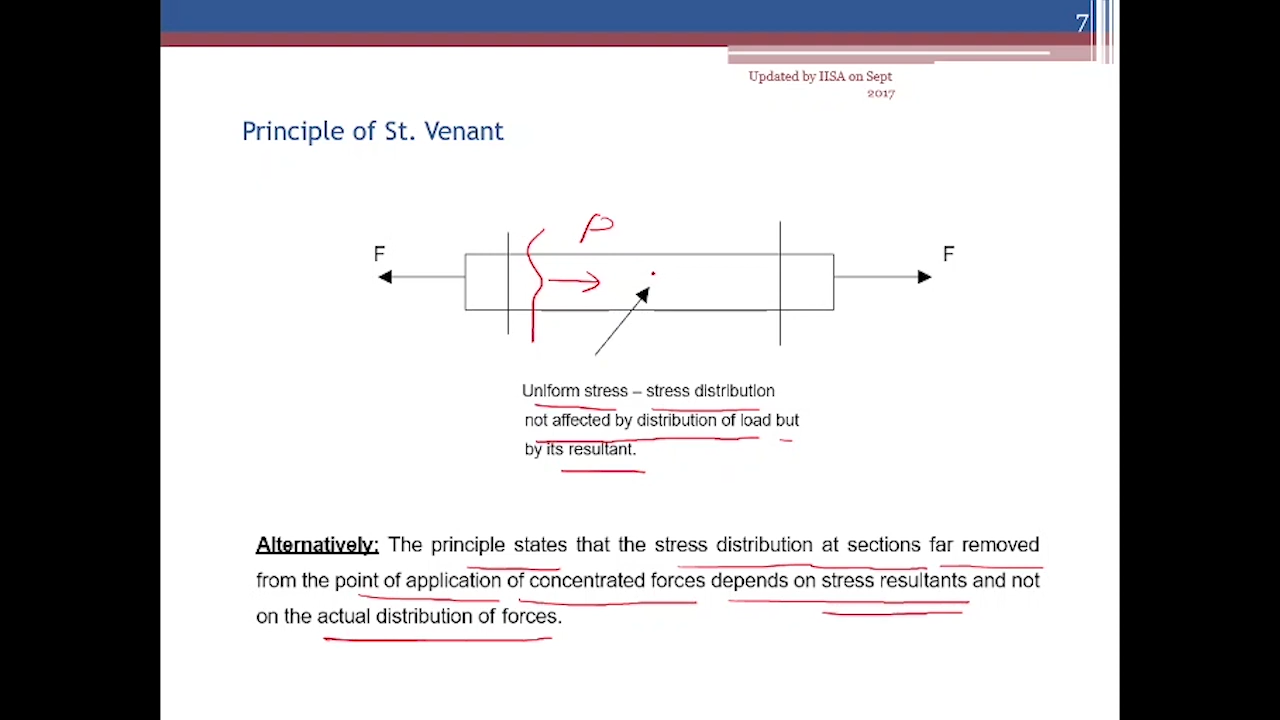 7
Updated by IISA on Sept
2017
Principle of St. Venant
P
F
F
Uniform stress – stress distribution
not affected by distribution of load but
by its resultant.
Alternatively: The principle states that the stress distribution at sections far removed
from the point of application of concentrated forces depends on stress resultants and not
on the actual distribution of forces.